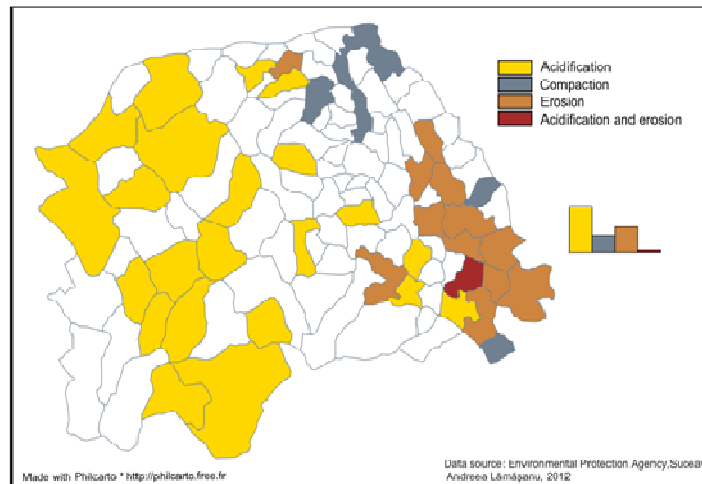 Acidification
Compaction
Erosion
Acidification and erosion
Data source: Environmental Protection Agency,Sucea
Made with Philcarto * http://philcarto.free.fr
Andreea Lămășanu, 2012